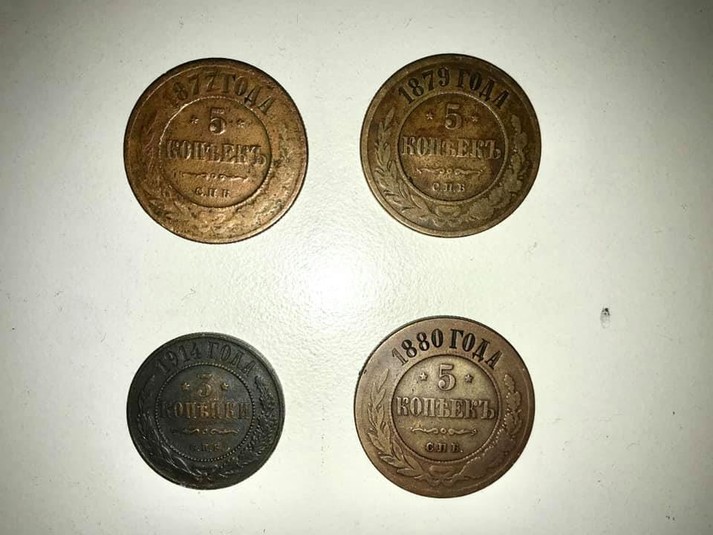 1877 ГОДА
5
КОПѢЕКЪ
С.П.Б.
1879 ГОДА
5
КОПѢЕКЪ
С.П.Б.
1914 ГОДА
3
КОПѢЙКИ
С.П.Б.
1880 ГОДА
5
КОПѢЕКЪ
С.П.Б.